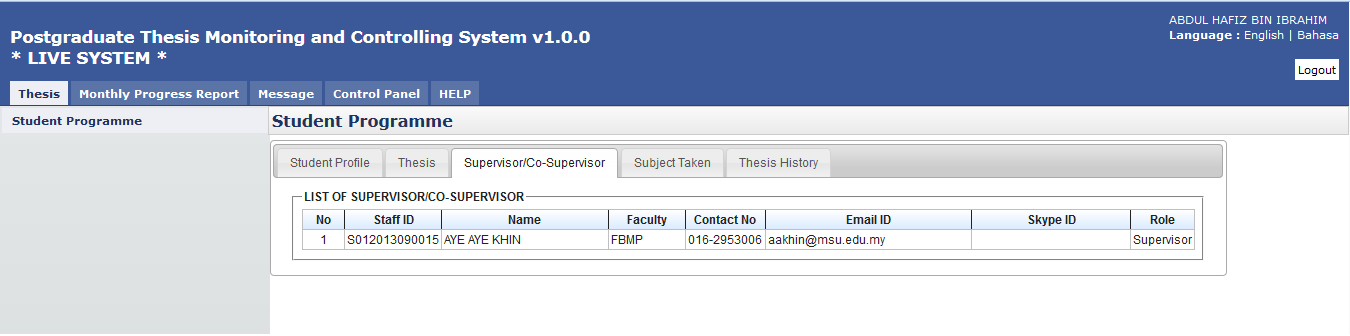 ABDUL HAFIZ BIN IBRAHIM
Language : English | Bahasa
Postgraduate Thesis Monitoring and Controlling System v1.0.0
* LIVE SYSTEM *
Logout
Thesis Monthly Progress Report Message Control Panel HELP
Student Programme
Student Programme
Student Profile Thesis Supervisor/Co-Supervisor Subject Taken Thesis History
LIST OF SUPERVISOR/CO-SUPERVISOR
No Staff ID Name Faculty Contact No Email ID Skype ID Role
1 S012013090015 AYE AYE KHIN FBMP 016-2953006 aakhin@msu.edu.my Supervisor